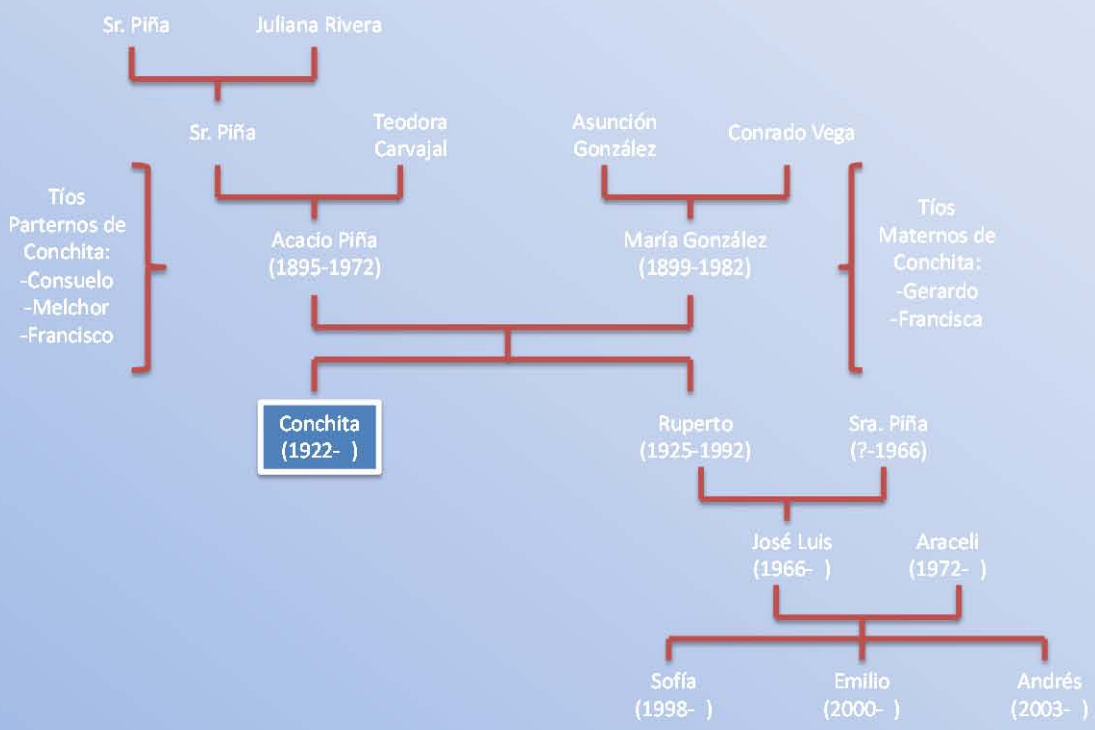 Sr. Piña
Juliana Rivera
Sr. Piña
Teodora
Carvajal
Asunción
González
Conrado Vega
Tíos
Parternos de
Conchita:
-Consuelo
-Melchor
-Francisco
Acacio Piña
(1895-1972)
María González
(1899-1982)
Tíos
Maternos de
Conchita:
-Gerardo
-Francisca
Conchita
(1922- )
Ruperto
(1925-1992)
Sra. Piña
(?-1966)
José Luis
(1966- )
Araceli
(1972- )
Sofía
(1998- )
Emilio
(2000- )
Andrés
(2003- )